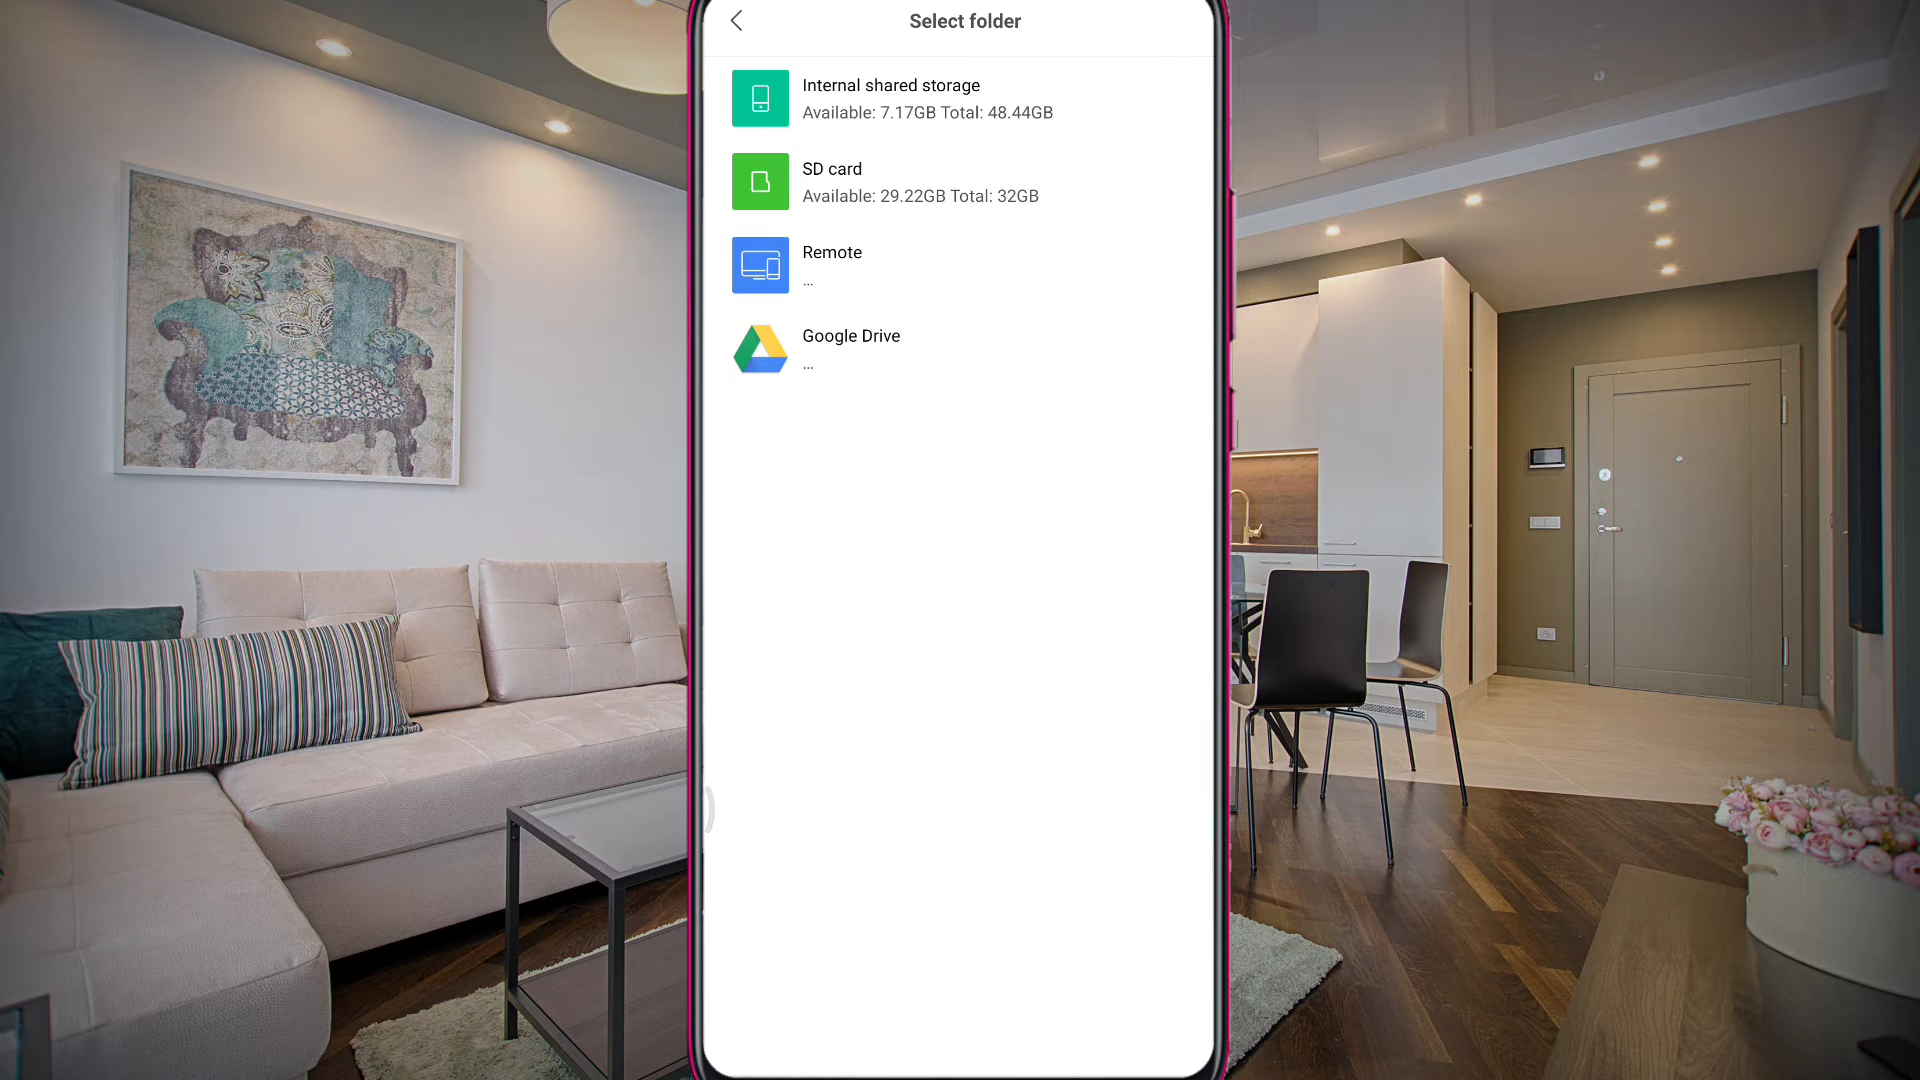 Select folder
Internal shared storage
Available: 7.17GB Total: 48.44GB
SD card
Available: 29.22GB Total: 32GB
Remote
...
Google Drive
...